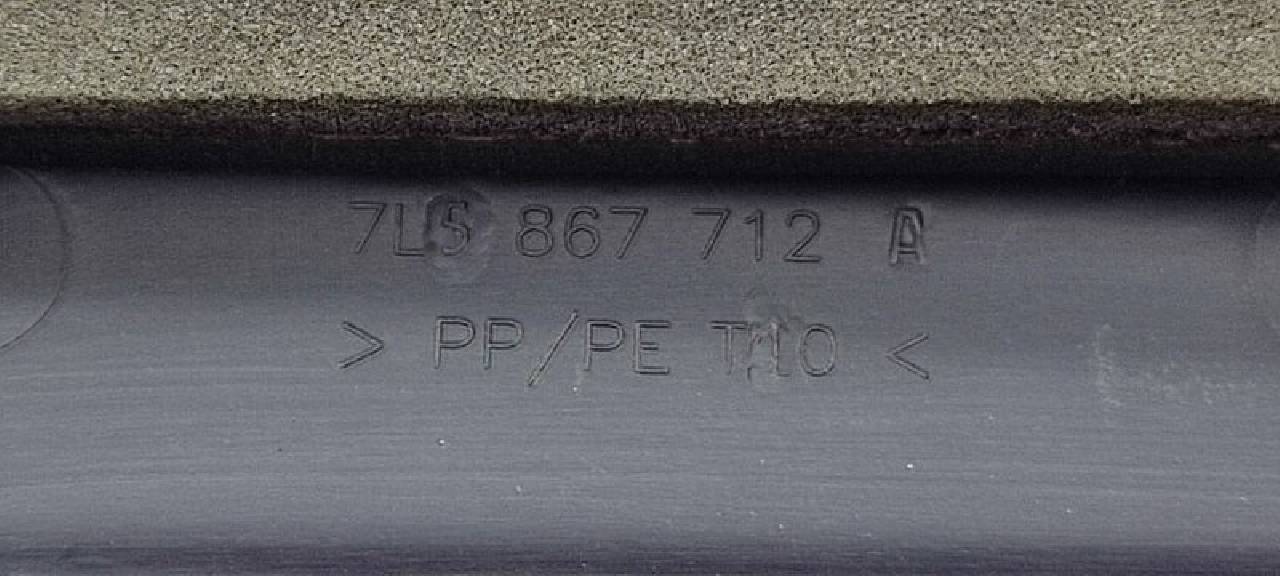 7L5 867 712 A
> PP/PE T10 <